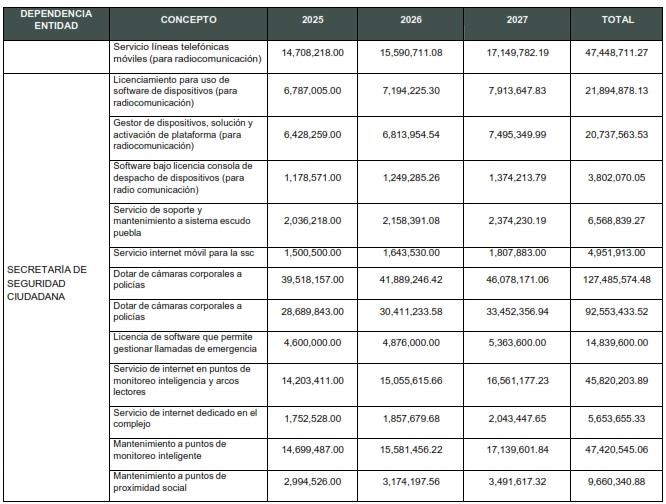 DEPENDENCIA ENTIDAD CONCEPTO 2025 2026 2027 TOTAL
Servicio líneas telefónicas móviles (para radiocomunicación) 14,708,218.00 15,590,711.08 17,149,782.19 47,448,711.27
SECRETARÍA DE SEGURIDAD CIUDADANA
Licenciamiento para uso de software de dispositivos (para radiocomunicación) 6,787,005.00 7,194,225.30 7,913,647.83 21,894,878.13
Gestor de dispositivos, solución y activación de plataforma (para radiocomunicación) 6,428,259.00 6,813,954.54 7,495,349.99 20,737,563.53
Software bajo licencia consola de despacho de dispositivos (para radio comunicación) 1,178,571.00 1,249,285.26 1,374,213.79 3,802,070.05
Servicio de soporte y mantenimiento a sistema escudo puebla 2,036,218.00 2,158,391.08 2,374,230.19 6,568,839.27
Servicio internet móvil para la ssc 1,500,500.00 1,643,530.00 1,807,883.00 4,951,913.00
Dotar de cámaras corporales a policías 39,518,157.00 41,889,246.42 46,078,171.06 127,485,574.48
Dotar de cámaras corporales a policías 28,689,843.00 30,411,233.58 33,452,356.94 92,553,433.52
Licencia de software que permite gestionar llamadas de emergencia 4,600,000.00 4,876,000.00 5,363,600.00 14,839,600.00
Servicio de internet en puntos de monitoreo inteligencia y arcos lectores 14,203,411.00 15,055,615.66 16,561,177.23 45,820,203.89
Servicio de internet dedicado en el complejo 1,752,528.00 1,857,679.68 2,043,447.65 5,653,655.33
Mantenimiento a puntos de monitoreo inteligente 14,699,487.00 15,581,456.22 17,139,601.84 47,420,545.06
Mantenimiento a puntos de proximidad social 2,994,526.00 3,174,197.56 3,491,617.32 9,660,340.88